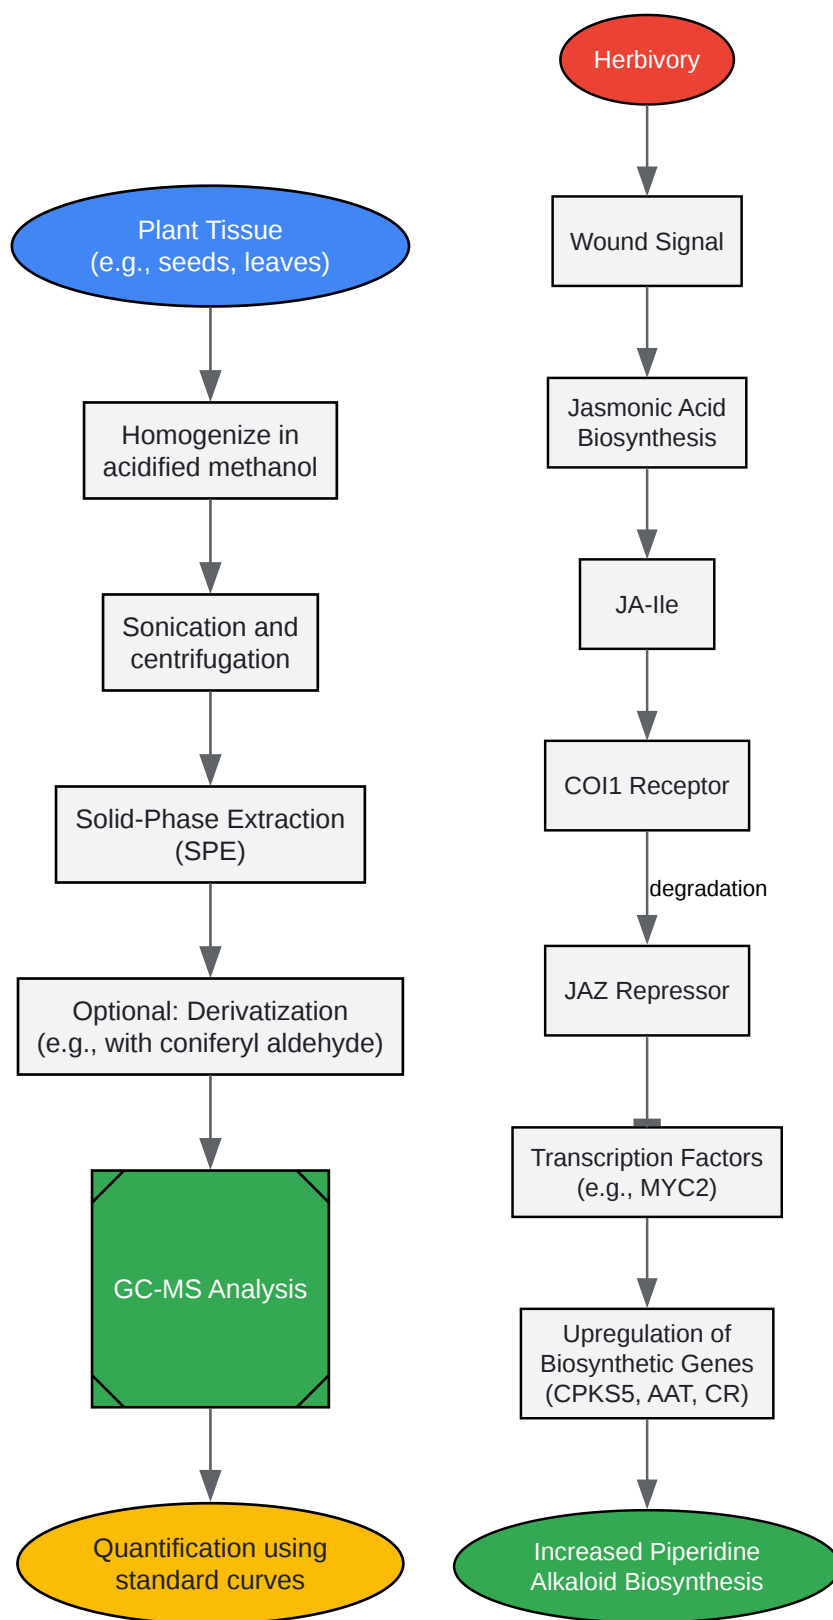 Plant Tissue
(e.g., seeds, leaves)
Homogenize in
acidified methanol
Sonication and
centrifugation
Solid-Phase Extraction
(SPE)
Optional: Derivatization
(e.g., with coniferyl aldehyde)
GC-MS Analysis
Quantification using
standard curves
Herbivory
Wound Signal
Jasmonic Acid
Biosynthesis
JA-Ile
COI1 Receptor
degradation
JAZ Repressor
Transcription Factors
(e.g., MYC2)
Upregulation of
Biosynthetic Genes
(CPKS5, AAT, CR)
Increased Piperidine
Alkaloid Biosynthesis